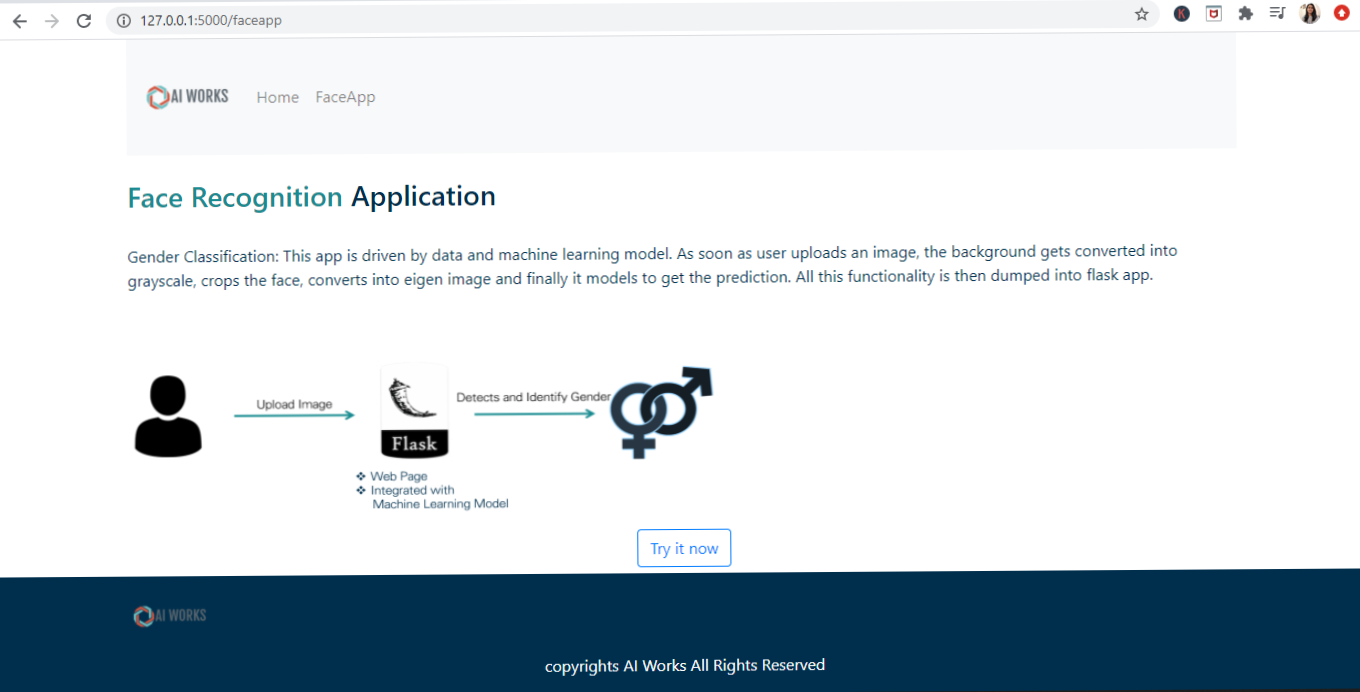 127.0.0.1:5000/faceapp
AI WORKS Home FaceApp
Face Recognition Application
Gender Classification: This app is driven by data and machine learning model. As soon as user uploads an image, the background gets converted into
grayscale, crops the face, converts into eigen image and finally it models to get the prediction. All this functionality is then dumped into flask app.
Upload Image
Flask
Detects and Identify Gender
❖ Web Page
❖ Integrated with
Machine Learning Model
Try it now
AI WORKS
copyrights AI Works All Rights Reserved